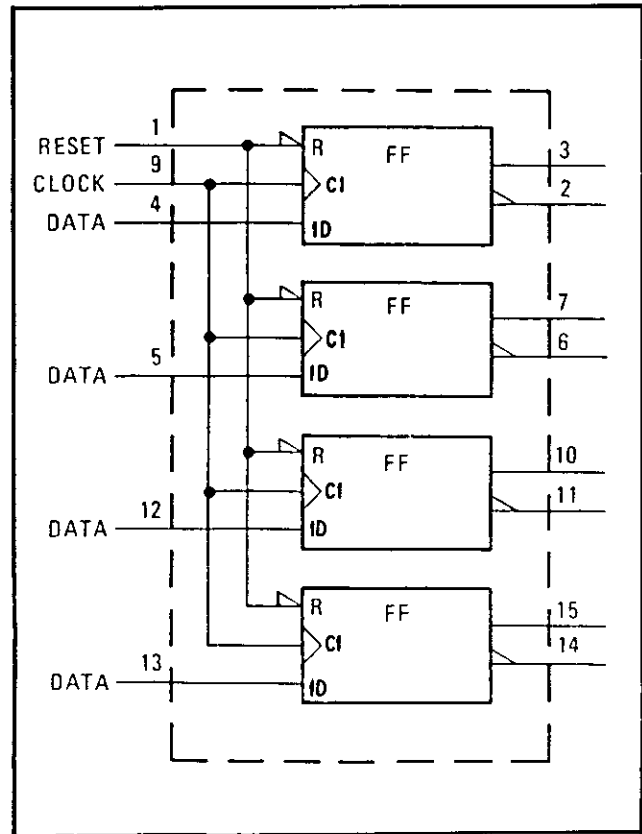 RESET 1 R FF 3
CLOCK 9 C1 2
DATA 4 1D
R FF 7
C1 6
DATA 5 1D
R FF 10
C1 11
DATA 12 1D
R FF 15
C1 14
DATA 13 1D